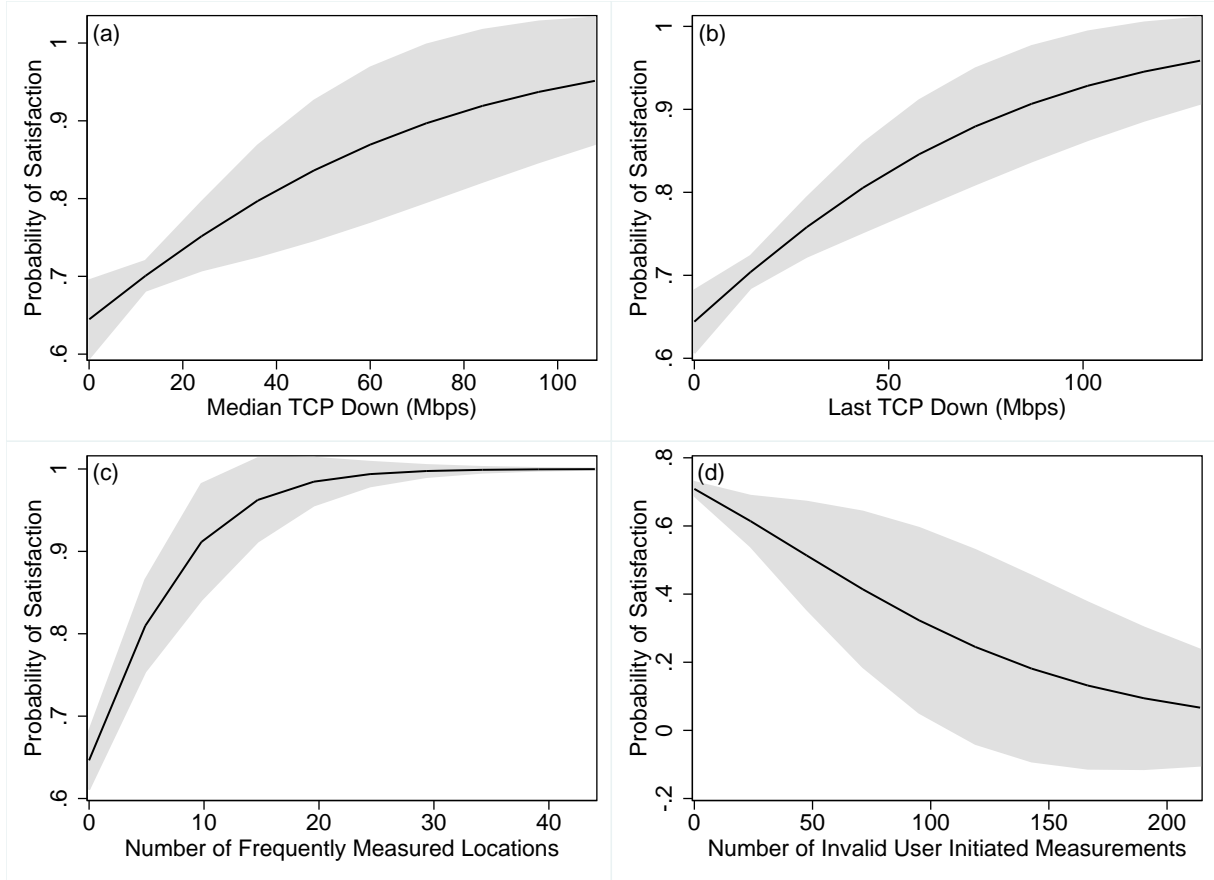 (a)
Probability of Satisfaction
1
.9
.8
.7
.6
0 20 40 60 80 100
Median TCP Down (Mbps)
(b)
Probability of Satisfaction
1
.9
.8
.7
.6
0 50 100
Last TCP Down (Mbps)
(c)
Probability of Satisfaction
1
.9
.8
.7
.6
0 10 20 30 40
Number of Frequently Measured Locations
(d)
Probability of Satisfaction
.8
.6
.4
.2
0
-.2
0 50 100 150 200
Number of Invalid User Initiated Measurements